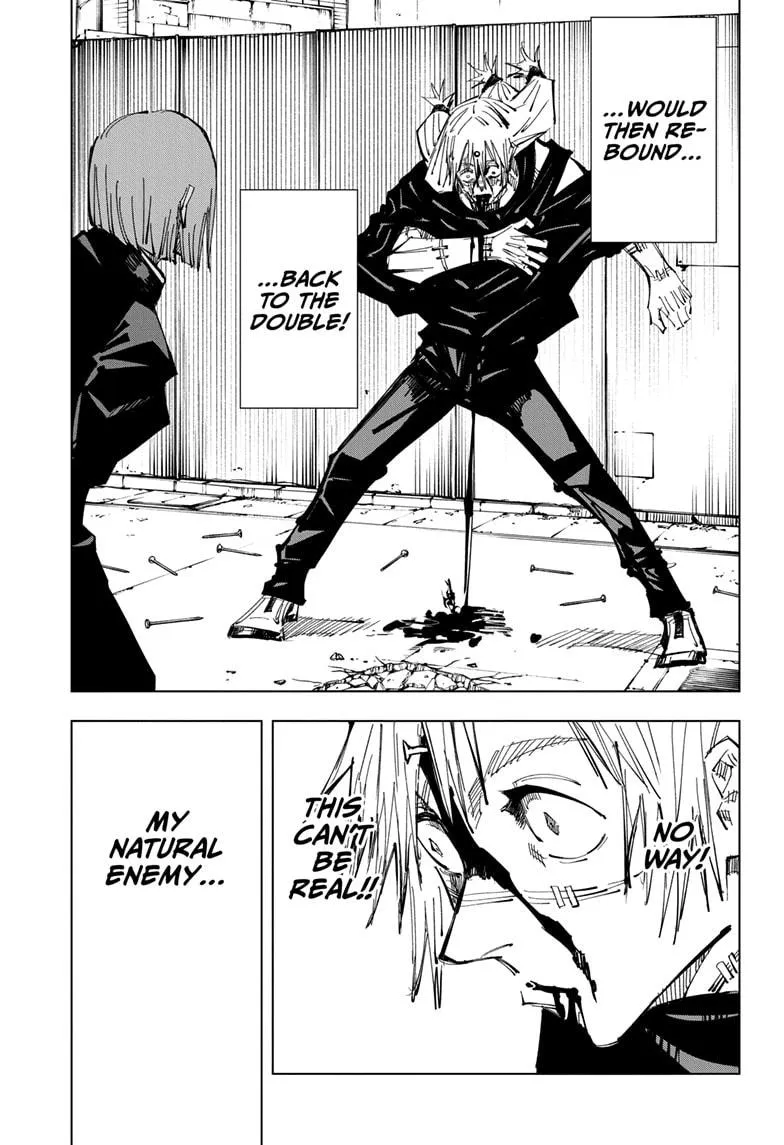 ...WOULD
THEN RE-
BOUND...
...BACK
TO THE
DOUBLE!
NO
WAY!
THIS
CAN'T
BE
REAL!!
MY
NATURAL
ENEMY...